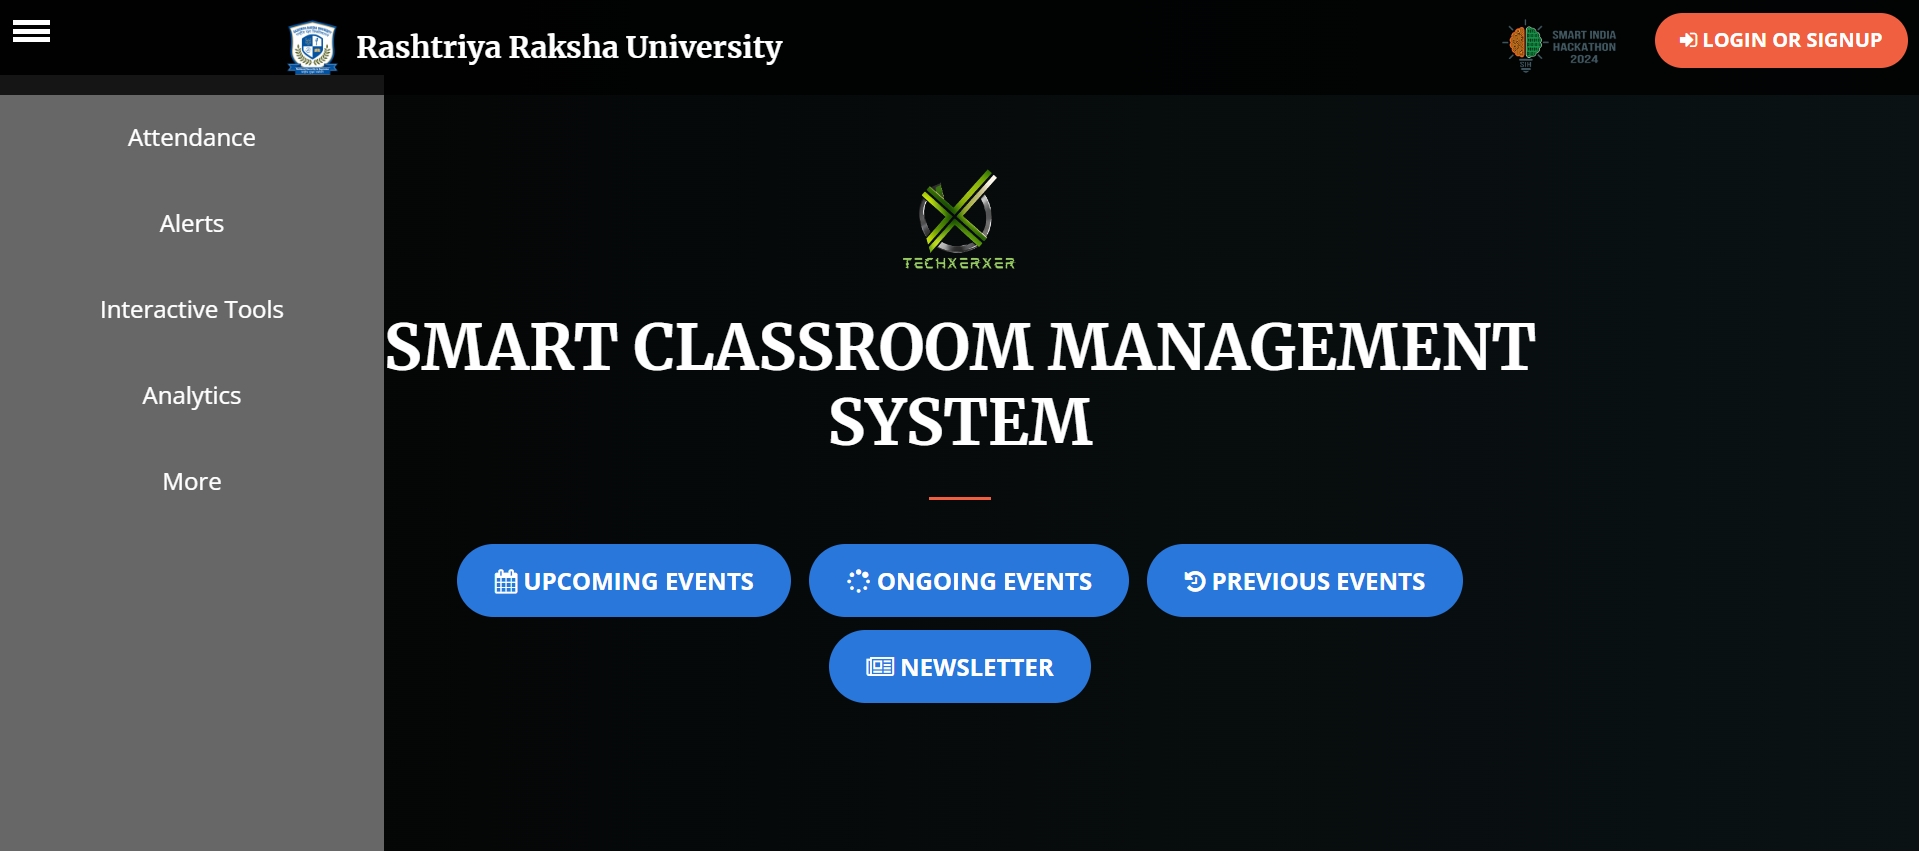 Rashtriya Raksha University
SMART INDIA
HACKATHON
2024
SIH
LOGIN OR SIGNUP
Attendance
Alerts
Interactive Tools
Analytics
More
TECHXERXER
SMART CLASSROOM MANAGEMENT
SYSTEM
UPCOMING EVENTS
ONGOING EVENTS
PREVIOUS EVENTS
NEWSLETTER